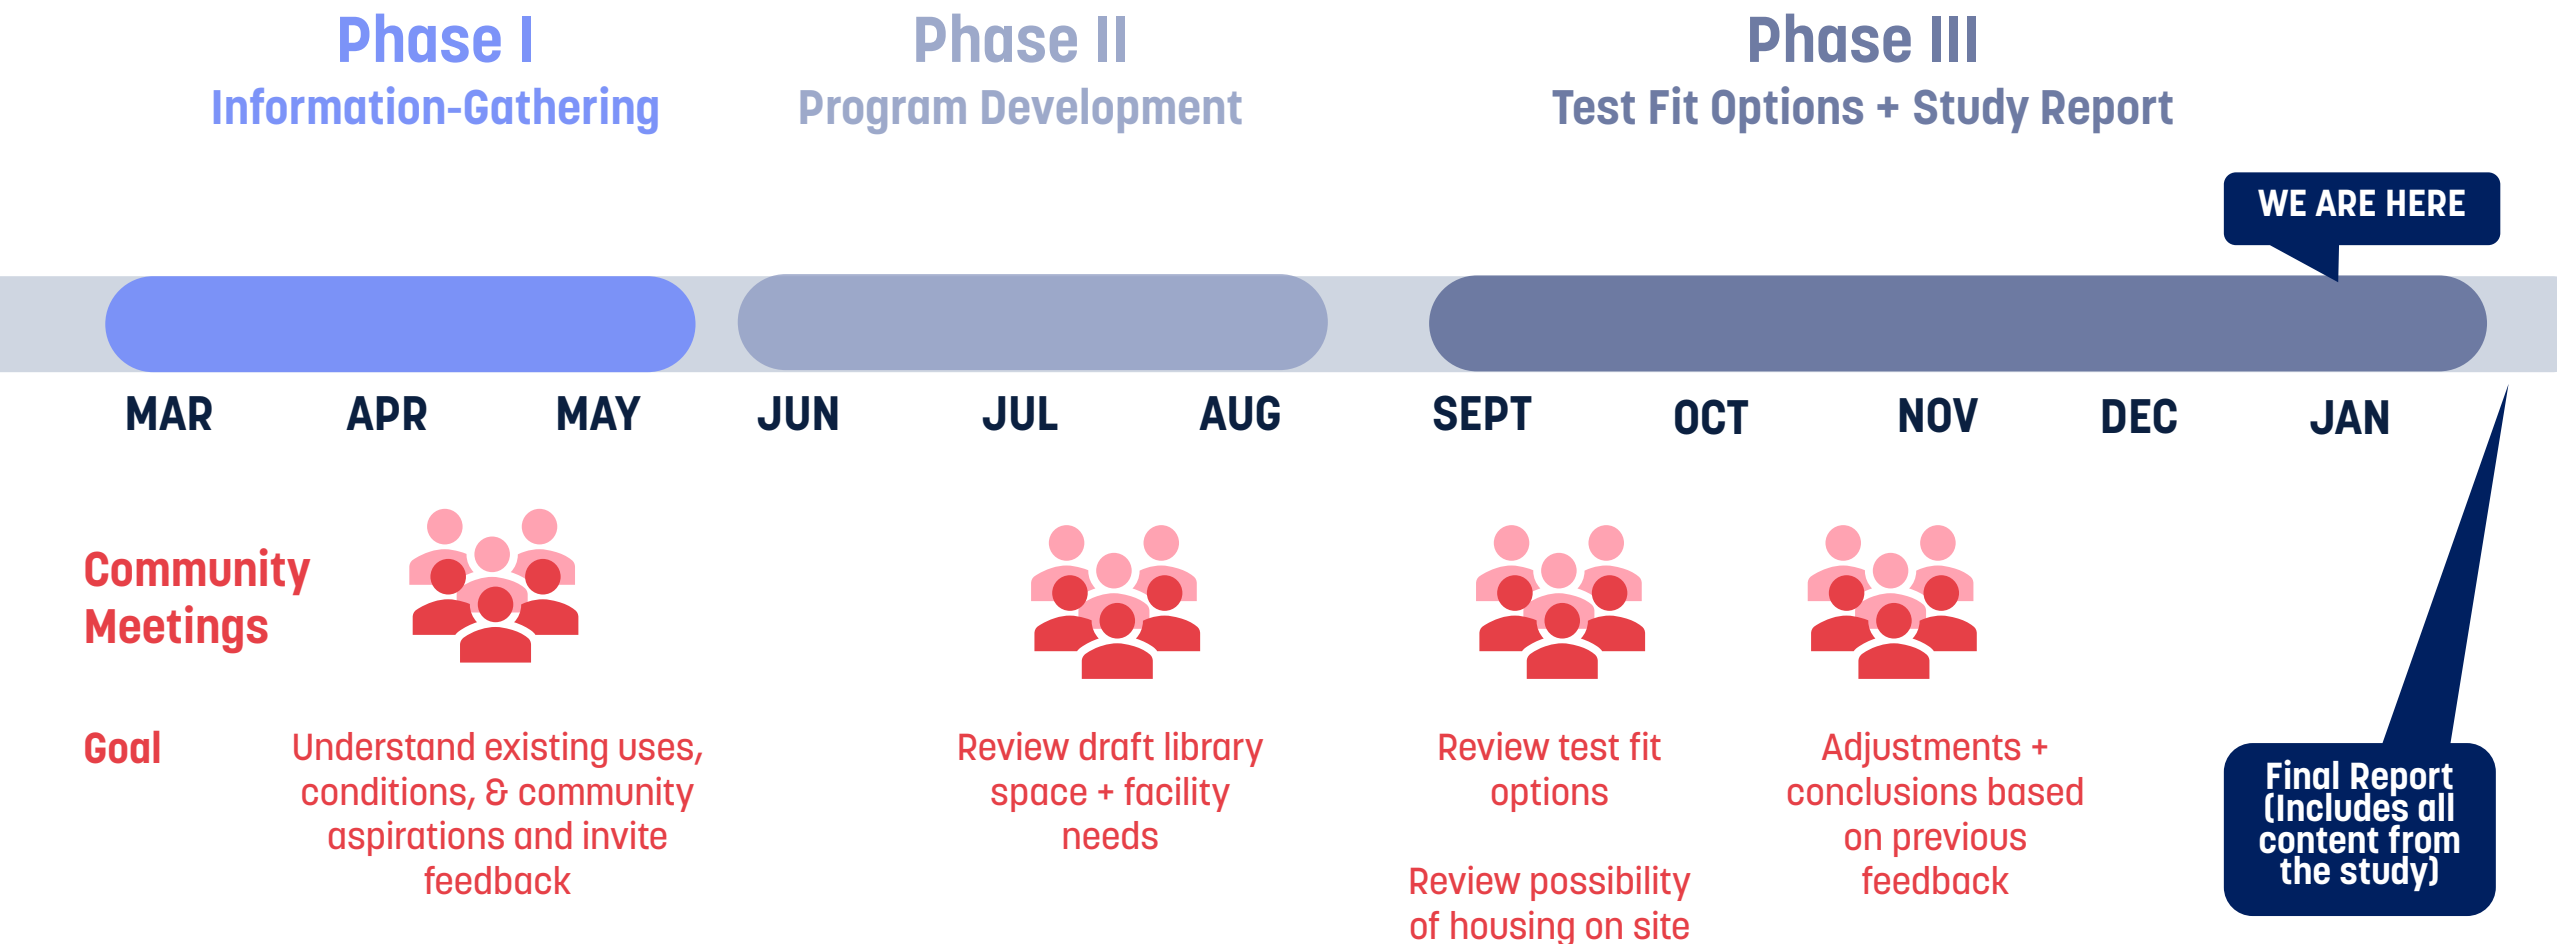 Phase I
Information-Gathering
Phase II
Program Development
Phase III
Test Fit Options + Study Report
WE ARE HERE
MAR
APR
MAY
JUN
JUL
AUG
SEPT
OCT
NOV
DEC
JAN
Community
Meetings
Goal
Understand existing uses,
conditions, & community
aspirations and invite
feedback
Review draft library
space + facility
needs
Review test fit
options
Review possibility
of housing on site
Adjustments +
conclusions based
on previous
feedback
Final Report
(Includes all
content from
the study)